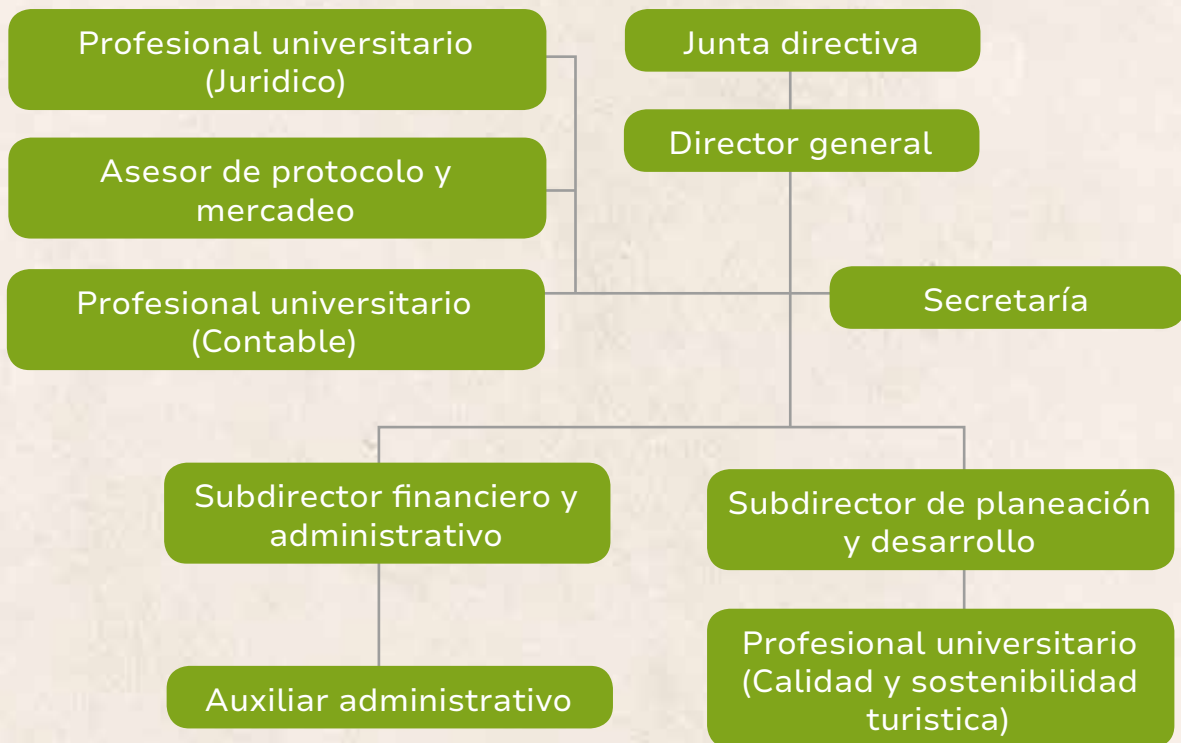 Profesional universitario
(Juridico)
Junta directiva
Director general
Asesor de protocolo y
mercadeo
Profesional universitario
(Contable)
Secretaría
Subdirector financiero y
administrativo
Subdirector de planeación
y desarrollo
Auxiliar administrativo
Profesional universitario
(Calidad y sostenibilidad
turistica)